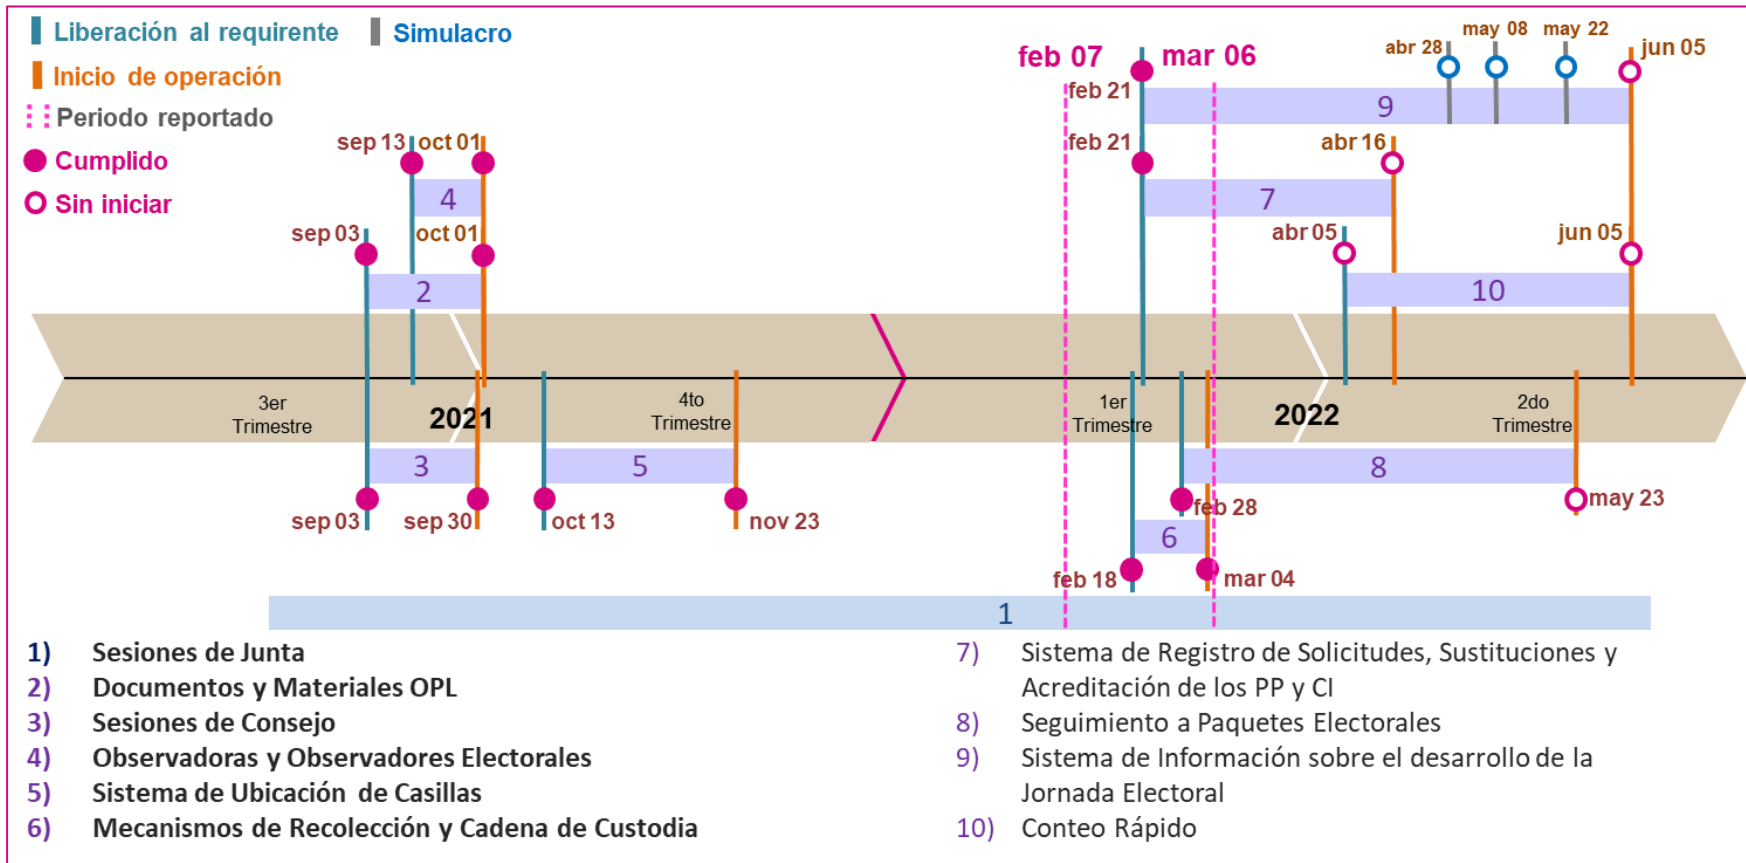 Liberación al requirente
Simulacro
Inicio de operación
Periodo reportado
Cumplido
Sin iniciar
sep 13
oct 01
4
sep 03
oct 01
2
feb 07
mar 06
feb 21
abr 28
may 08
may 22
jun 05
9
feb 21
abr 16
7
abr 05
jun 05
10
3er
Trimestre
2021
4to
Trimestre
1er
Trimestre
2022
2do
Trimestre
3
5
8
sep 03
sep 30
oct 13
nov 23
feb 28
may 23
6
feb 18
mar 04
1
1) Sesiones de Junta
2) Documentos y Materiales OPL
3) Sesiones de Consejo
4) Observadoras y Observadores Electorales
5) Sistema de Ubicación de Casillas
6) Mecanismos de Recolección y Cadena de Custodia
7) Sistema de Registro de Solicitudes, Sustituciones y
Acreditación de los PP y CI
8) Seguimiento a Paquetes Electorales
9) Sistema de Información sobre el desarrollo de la
Jornada Electoral
10) Conteo Rápido